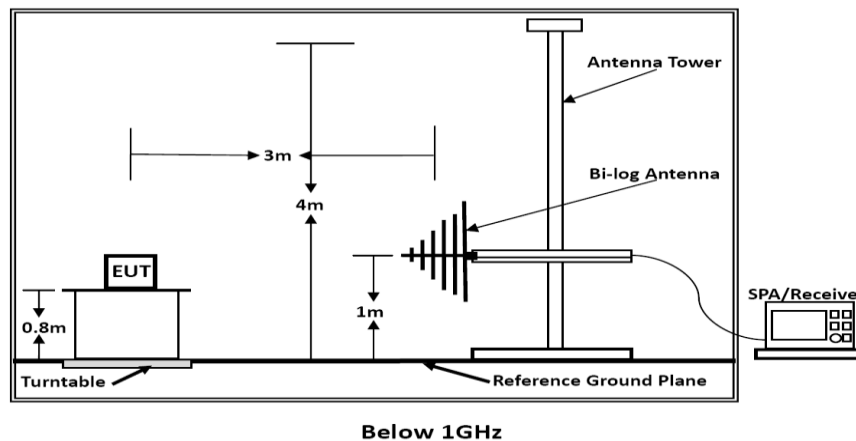 Antenna Tower
3m
Bi-log Antenna
4m
EUT
SPA/Receive
0.8m
1m
Turntable
Reference Ground Plane
Below 1GHz